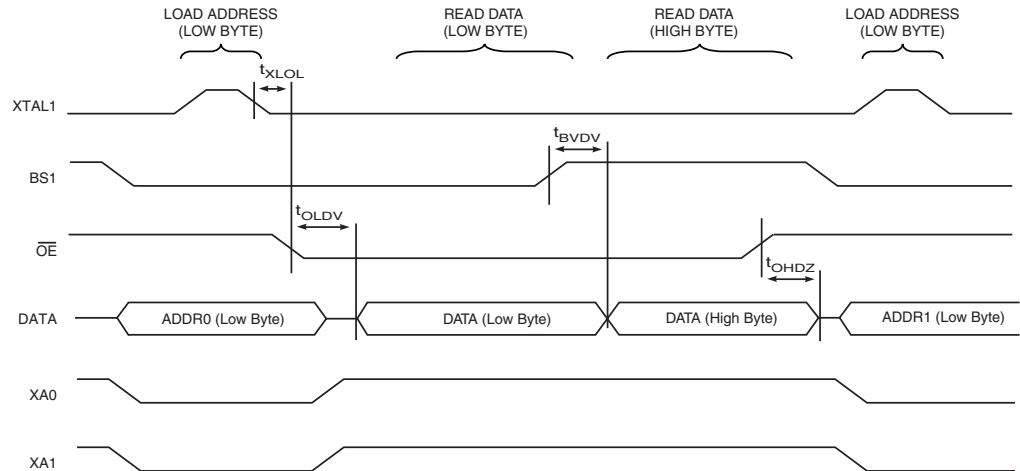 LOAD ADDRESS
(LOW BYTE)
READ DATA
(LOW BYTE)
READ DATA
(HIGH BYTE)
LOAD ADDRESS
(LOW BYTE)
tXLOL
XTAL1
tBVDV
BS1
tOLDV
OE
tOHDZ
DATA
ADDR0 (Low Byte)
DATA (Low Byte)
DATA (High Byte)
ADDR1 (Low Byte)
XA0
XA1